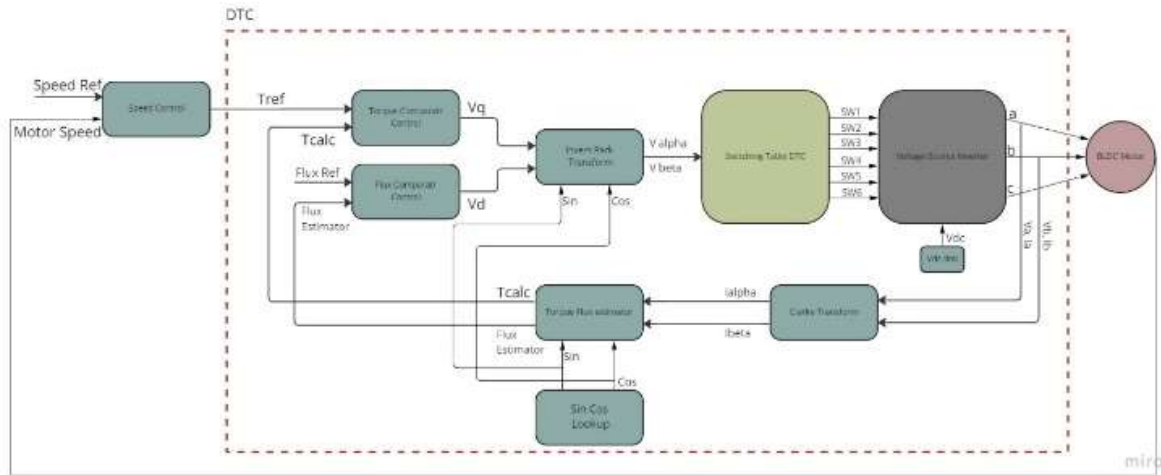 DTC
Speed Ref
Motor Speed
Speed Control
Tref
Tcalc
Torque Comparator
Control
Vq
Flux Ref
Flux
Estimator
Flux Comparator
Control
Vd
Invert Park
Transform
Sin
Cos
V alpha
V beta
Switching Table DTC
SW1
SW2
SW3
SW4
SW5
SW6
Voltage Source Inverter
a
b
c
BLDC Motor
Vdc
Va, Ia
Vb, Ib
Tcalc
Flux
Estimator
Torque Flux estimator
Ialpha
Ibeta
Clarke Transform
Sin
Cos
Sin Cos
Lookup
miro